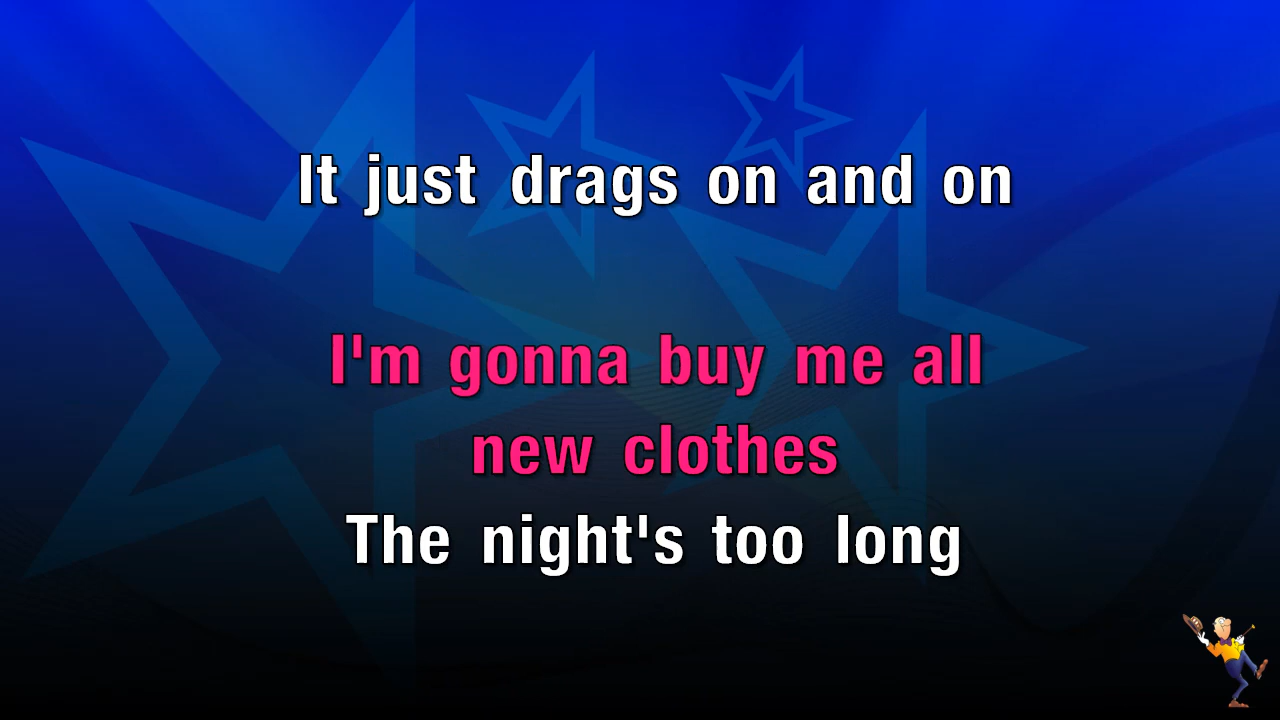 It just drags on and on
I'm gonna buy me all
new clothes
The night's too long